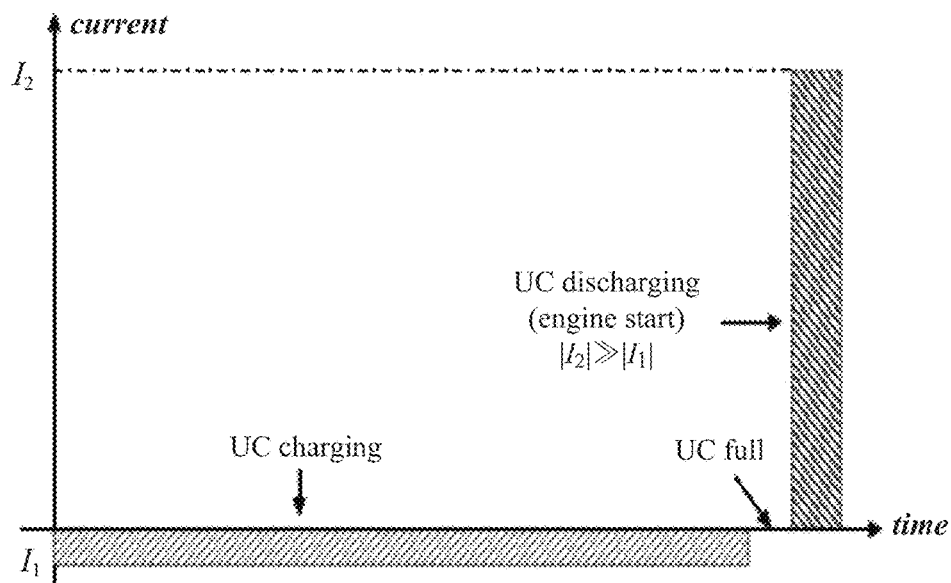 current
I₂
UC discharging
(engine start)
|I₂|≫|I₁|
UC charging
UC full
time
I₁